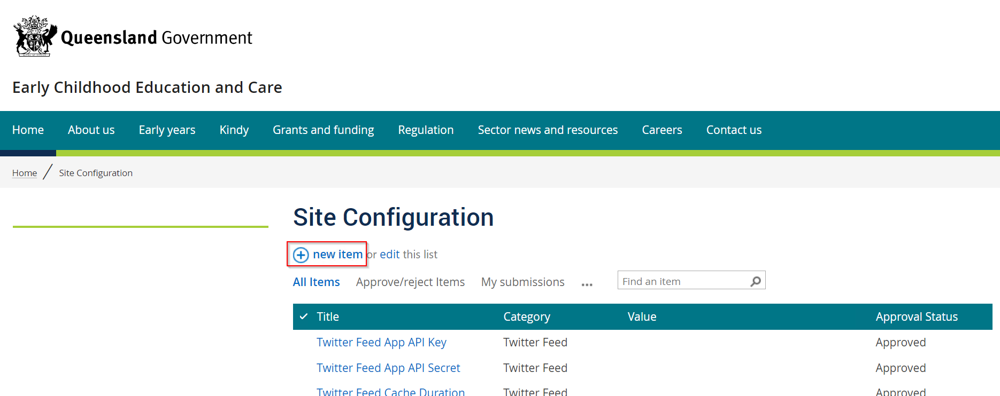 Queensland Government
Early Childhood Education and Care
Home About us Early years Kindy Grants and funding Regulation Sector news and resources Careers Contact us
Home / Site Configuration
Site Configuration
new item or edit this list
All Items Approve/reject Items My submissions ... Find an item
Title Category Value Approval Status
Twitter Feed App API Key Twitter Feed Approved
Twitter Feed App API Secret Twitter Feed Approved
Twitter Feed Cache Duration Twitter Feed Approved